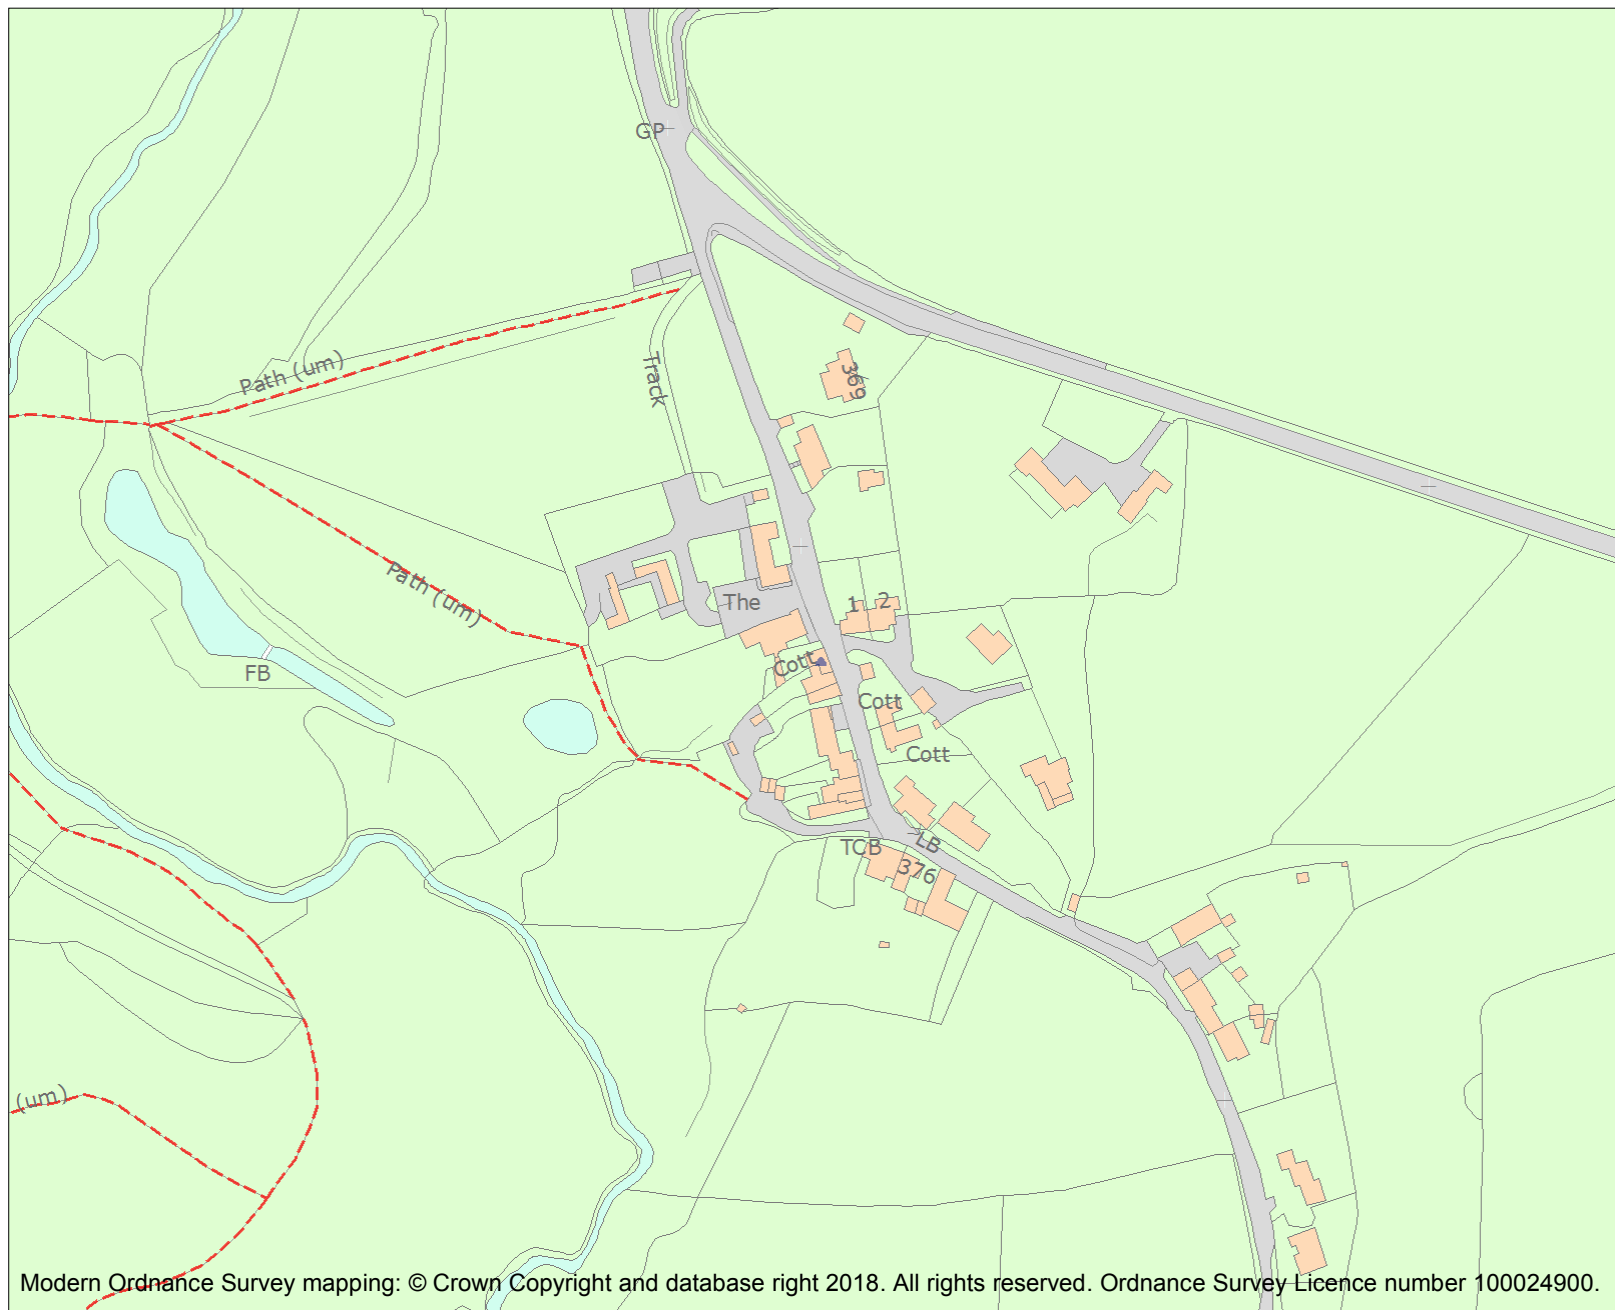 GP
Path (um)
Track
369
Path (um)
The
1
2
Cott
FB
Cott
Cott
LB
TCB
376
(um)
Modern Ordnance Survey mapping: © Crown Copyright and database right 2018. All rights reserved. Ordnance Survey Licence number 100024900.